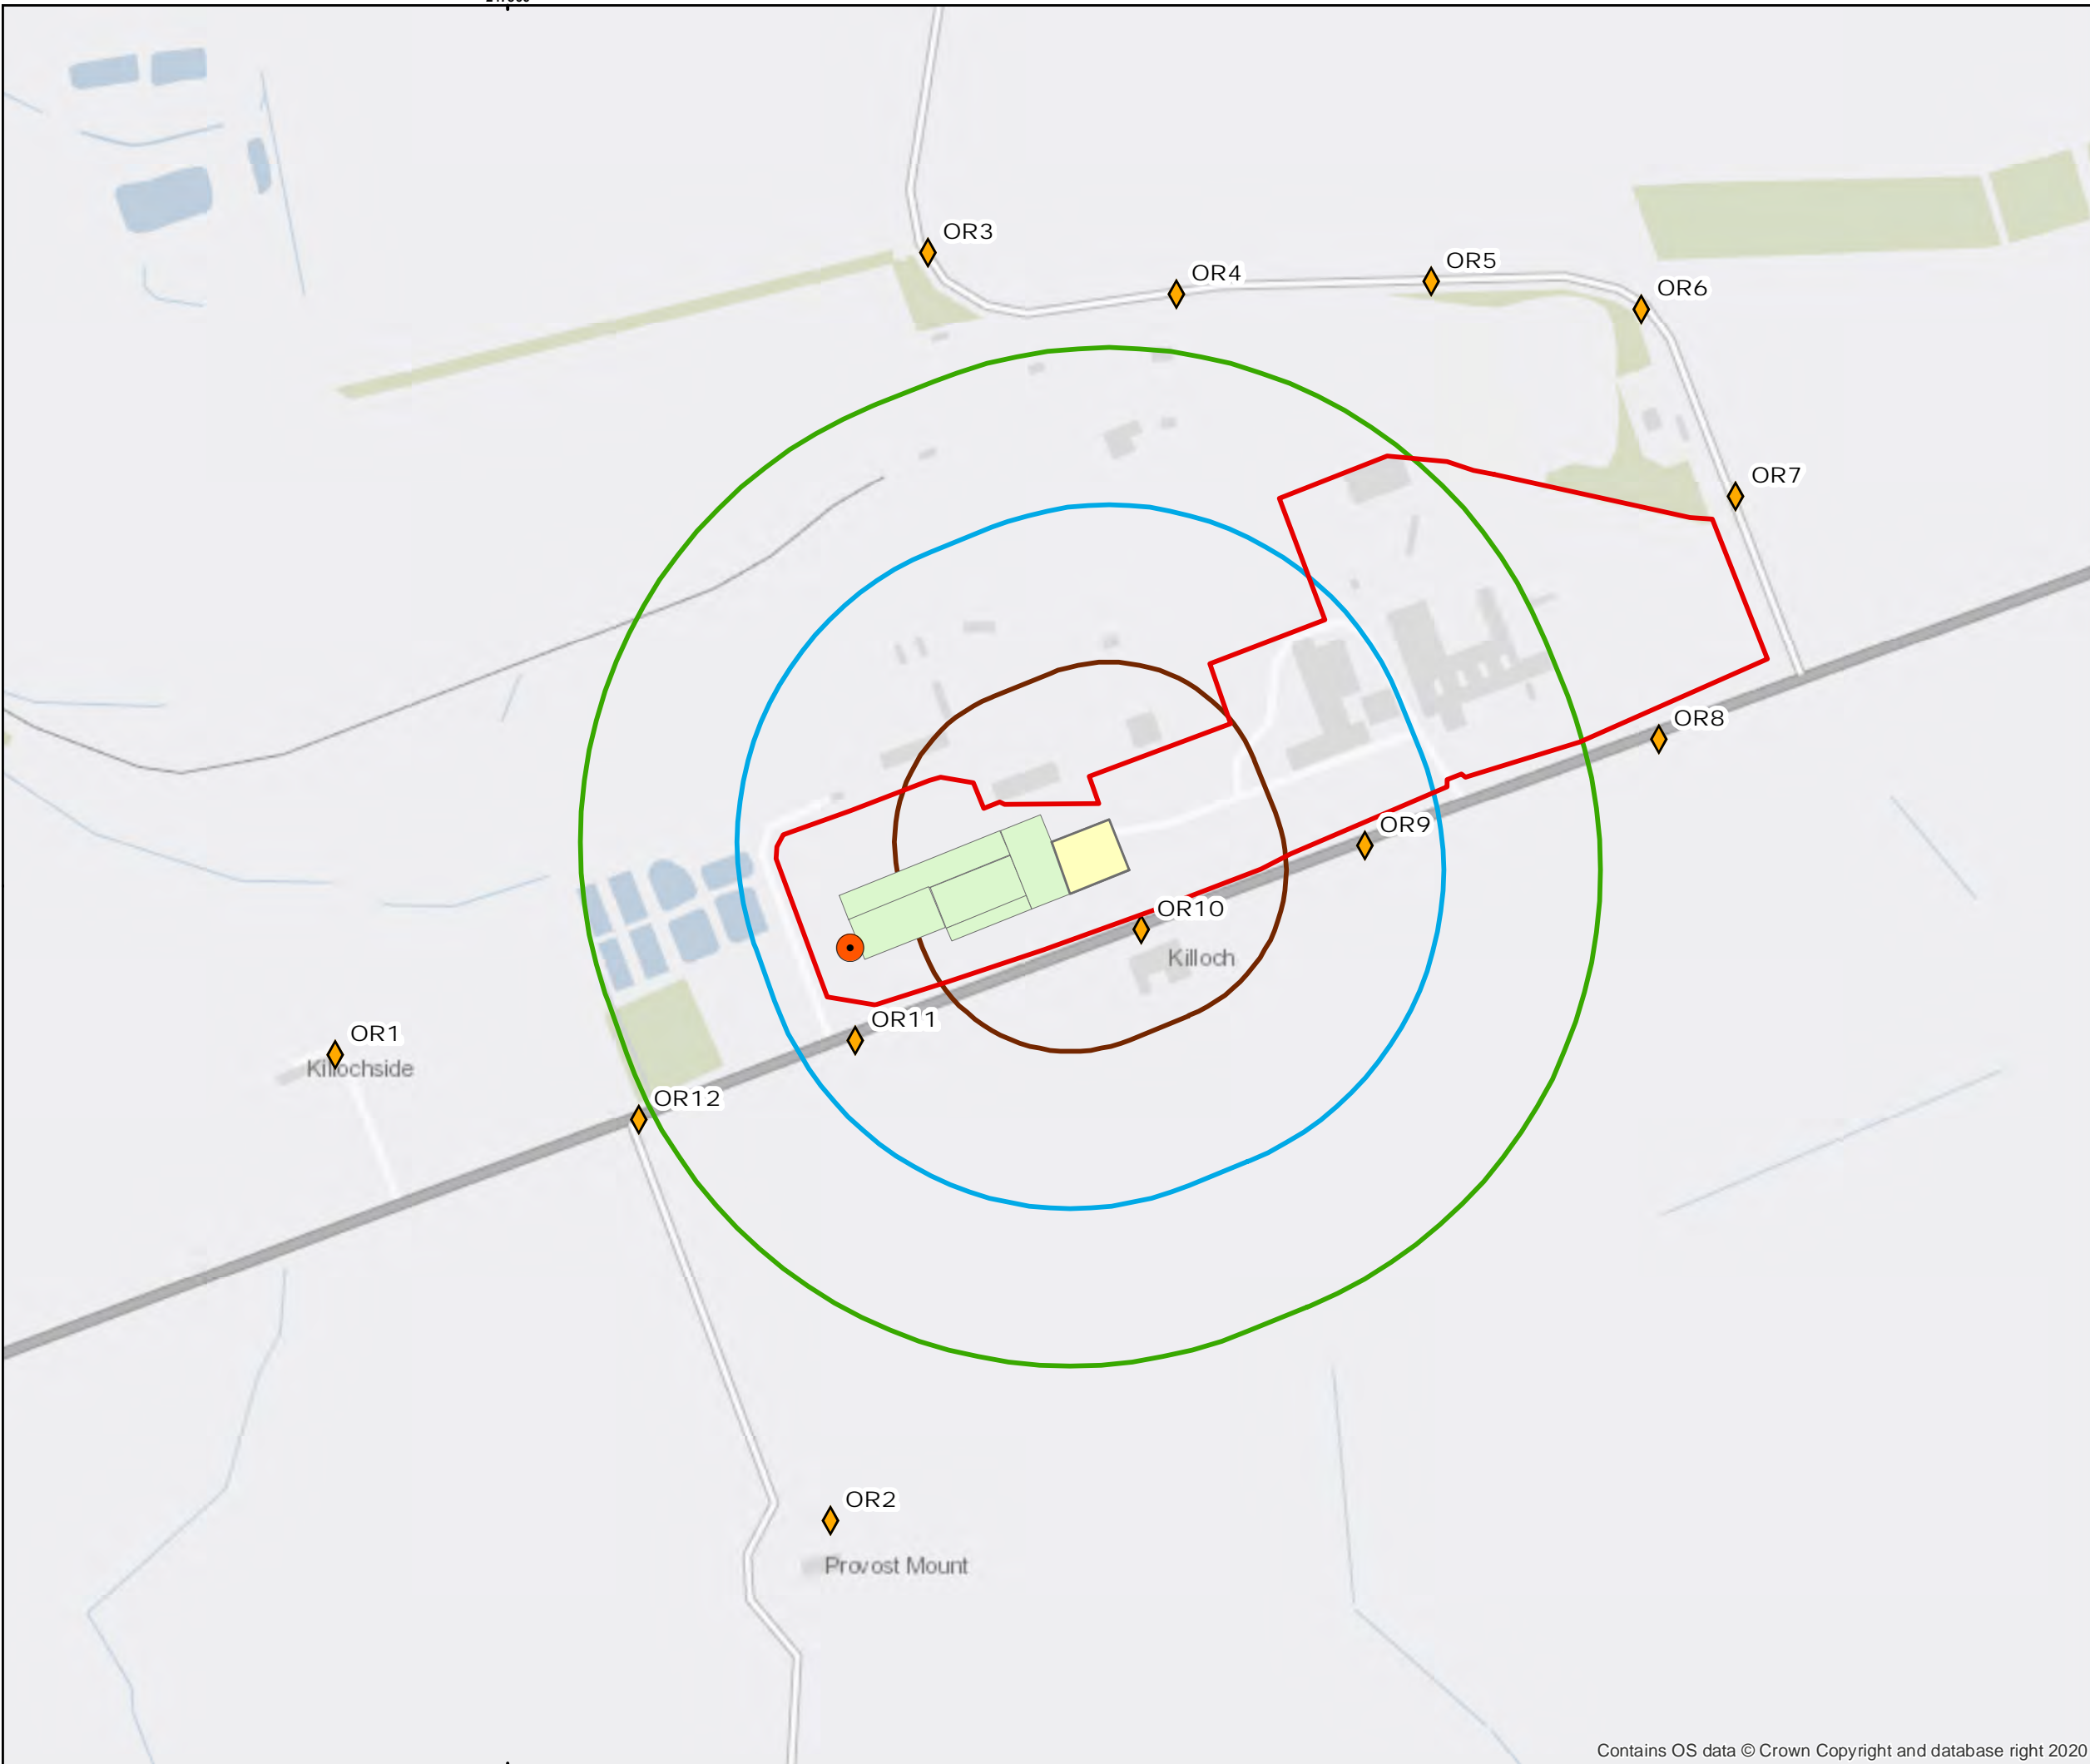 OR3
OR4
OR5
OR6
OR7
OR8
OR9
OR10
Killoch
OR11
OR1
Killochside
OR12
OR2
Provost Mount
Contains OS data © Crown Copyright and database right 2020